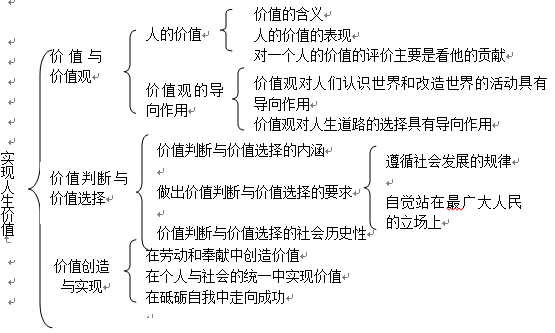 实现人生价值
价值与
价值观
人的价值
价值的含义
人的价值的表现
对一个人的价值的评价主要是看他的贡献
价值观的导
向作用
价值观对人们认识世界和改造世界的活动具有
导向作用
价值观对人生道路的选择具有导向作用
价值判断与
价值选择
价值判断与价值选择的内涵
做出价值判断与价值选择的要求
遵循社会发展的规律
自觉站在最广大人民
的立场上
价值判断与价值选择的社会历史性
价值创造
与实现
在劳动和奉献中创造价值
在个人与社会的统一中实现价值
在砥砺自我中走向成功